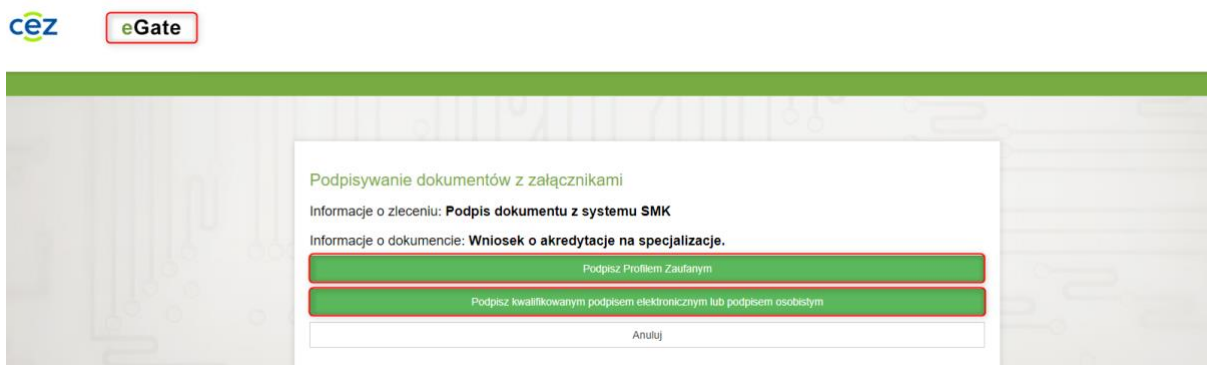 cez eGate
Podpisywanie dokumentów z załącznikami
Informacje o zleceniu: Podpis dokumentu z systemu SMK
Informacje o dokumencie: Wniosek o akredytacje na specjalizacje.
Podpisz Profilem Zaufanym
Podpisz kwalifikowanym podpisem elektronicznym lub podpisem osobistym
Anuluj